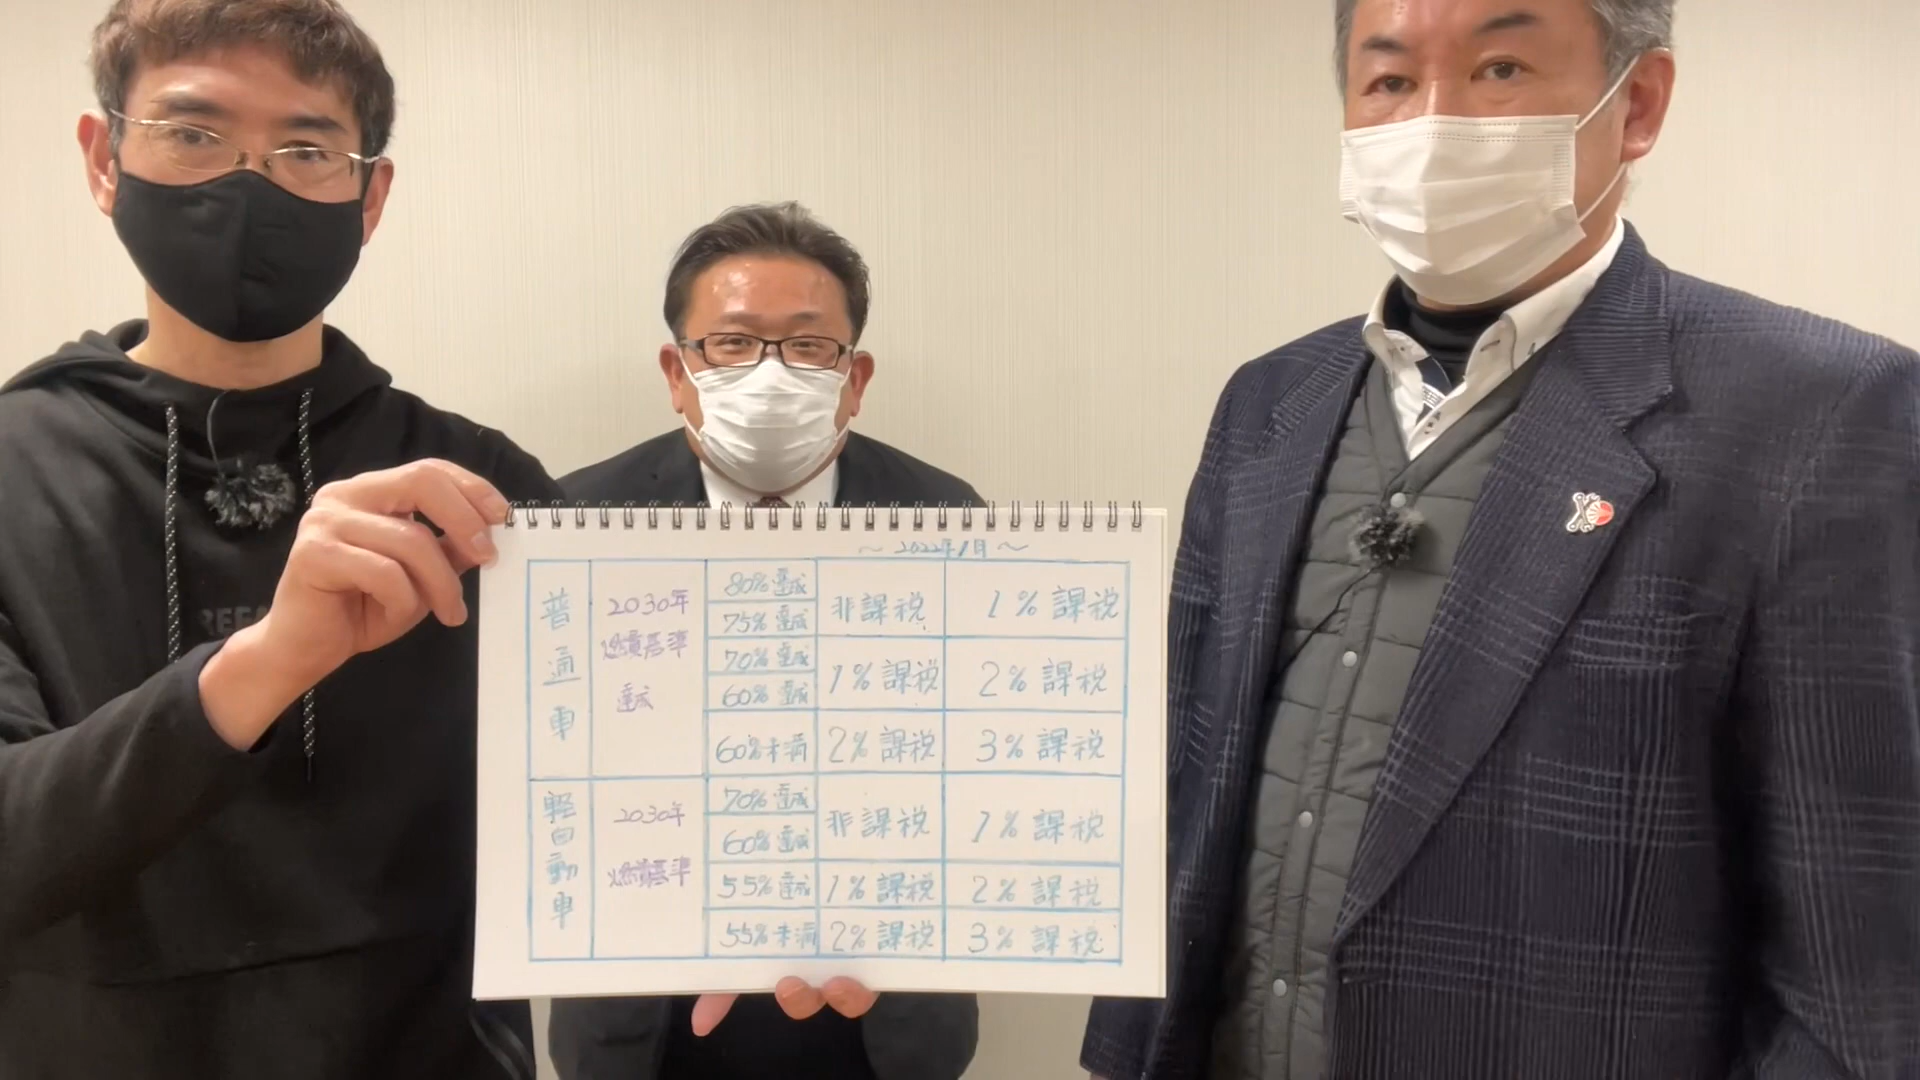 〜 2022年1月 〜
普通車
2030年
燃費基準
達成
80%達成
75%達成
非課税
1%課税
70%達成
60%達成
1%課税
2%課税
60%未満
2%課税
3%課税
軽自動車
2030年
燃費基準
70%達成
60%達成
非課税
1%課税
55%達成
1%課税
2%課税
55%未満
2%課税
3%課税